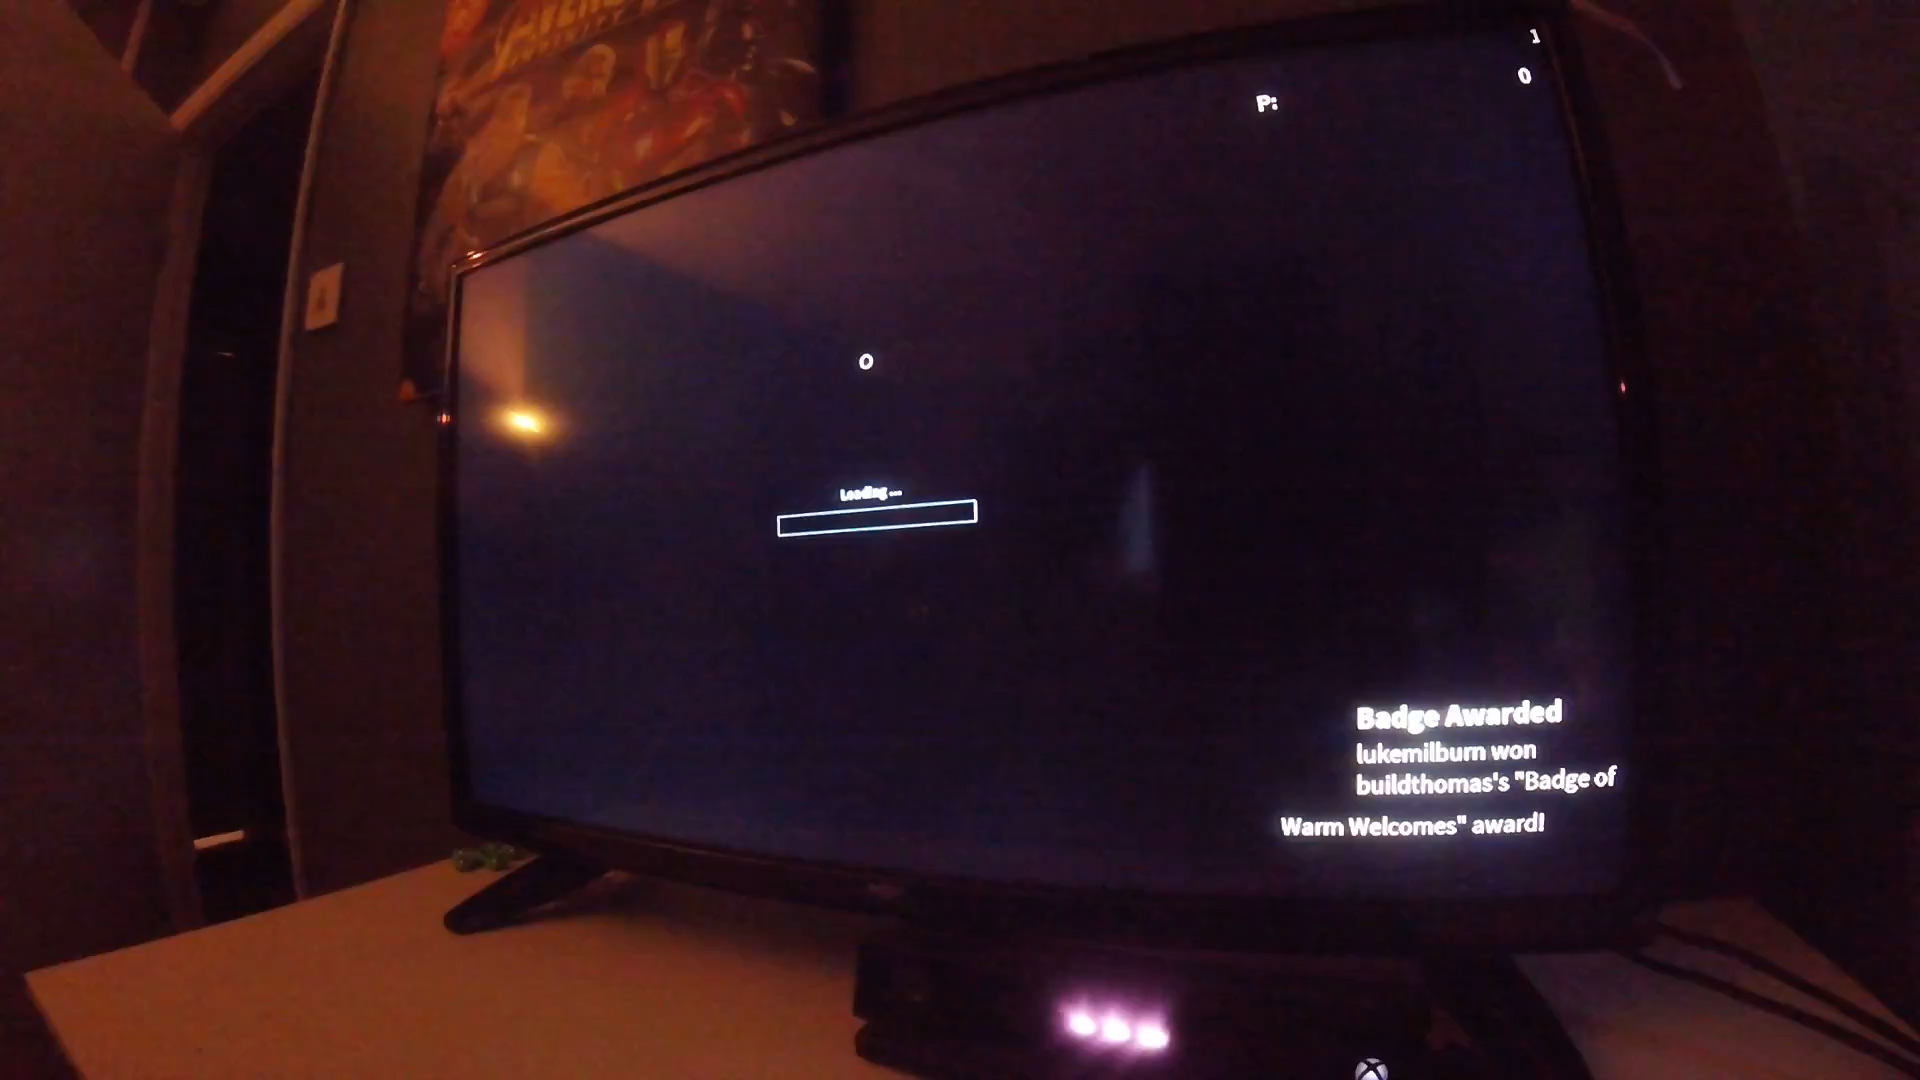 1
0
P:
0
Loading ...
Badge Awarded
lukemilburn won
buildthomas's "Badge of
Warm Welcomes" award!